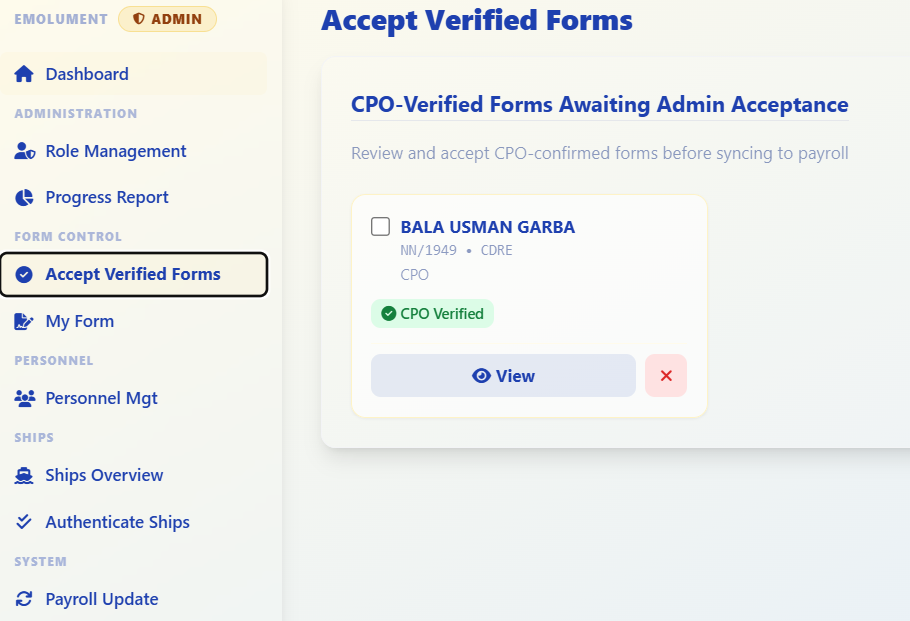 EMOLUMENT ADMIN
Dashboard
ADMINISTRATION
Role Management
Progress Report
FORM CONTROL
Accept Verified Forms
My Form
PERSONNEL
Personnel Mgt
SHIPS
Ships Overview
Authenticate Ships
SYSTEM
Payroll Update
Accept Verified Forms
CPO-Verified Forms Awaiting Admin Acceptance
Review and accept CPO-confirmed forms before syncing to payroll
BALA USMAN GARBA
NN/1949 • CDRE
CPO
CPO Verified
View